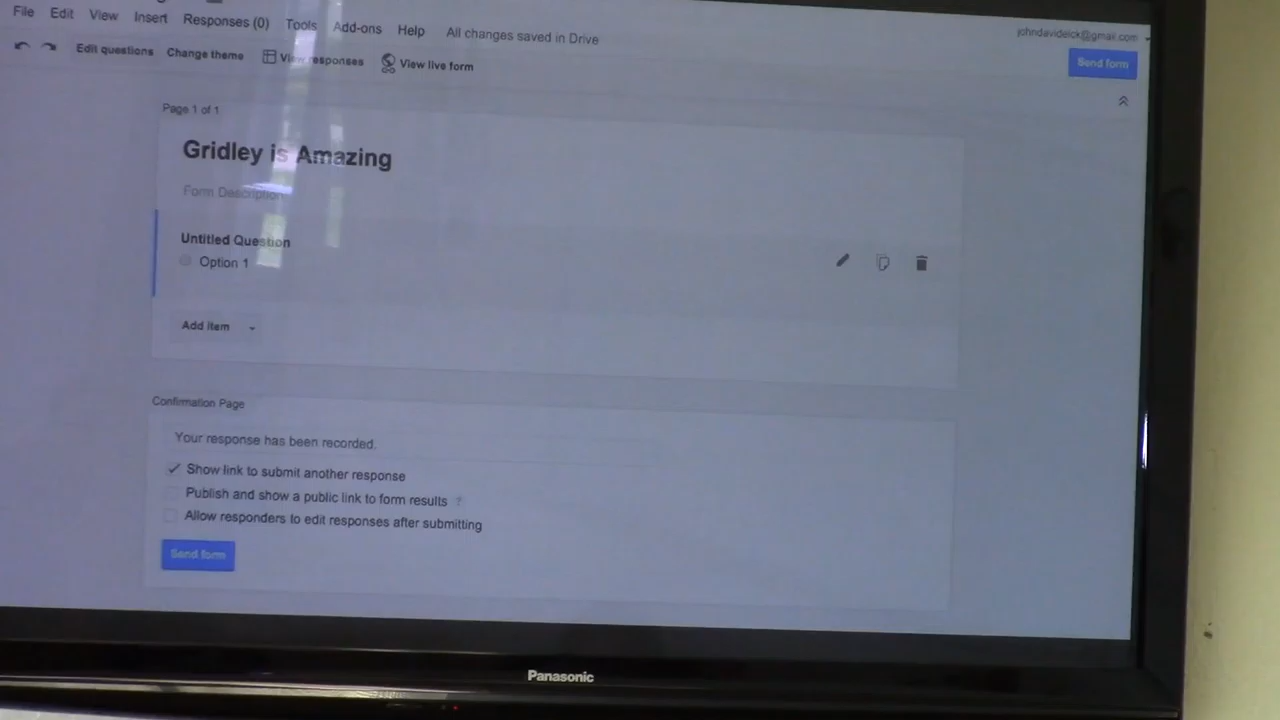 File Edit View Insert Responses (0) Tools Add-ons Help All changes saved in Drive
johndavidelck@gmail.com
Edit questions Change theme View responses View live form
Send form
Page 1 of 1
Gridley is Amazing
Form Description
Untitled Question
Option 1
Add item
Confirmation Page
Your response has been recorded.
Show link to submit another response
Publish and show a public link to form results ?
Allow responders to edit responses after submitting
Send form
Panasonic